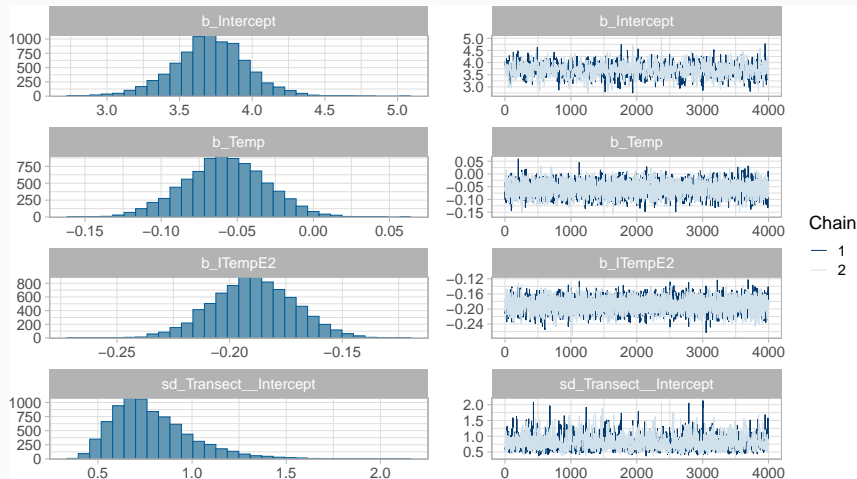 b_Intercept
1000
750
500
250
0
3.0 3.5 4.0 4.5 5.0
b_Intercept
5.0
4.5
4.0
3.5
3.0
0 1000 2000 3000 4000
b_Temp
750
500
250
0
−0.15 −0.10 −0.05 0.00 0.05
b_Temp
0.05
0.00
−0.05
−0.10
−0.15
0 1000 2000 3000 4000
b_ITempE2
800
600
400
200
0
−0.25 −0.20 −0.15
b_ITempE2
−0.12
−0.16
−0.20
−0.24
0 1000 2000 3000 4000
sd_Transect__Intercept
1000
750
500
250
0
0.5 1.0 1.5 2.0
sd_Transect__Intercept
2.0
1.5
1.0
0.5
0 1000 2000 3000 4000
Chain
1
2